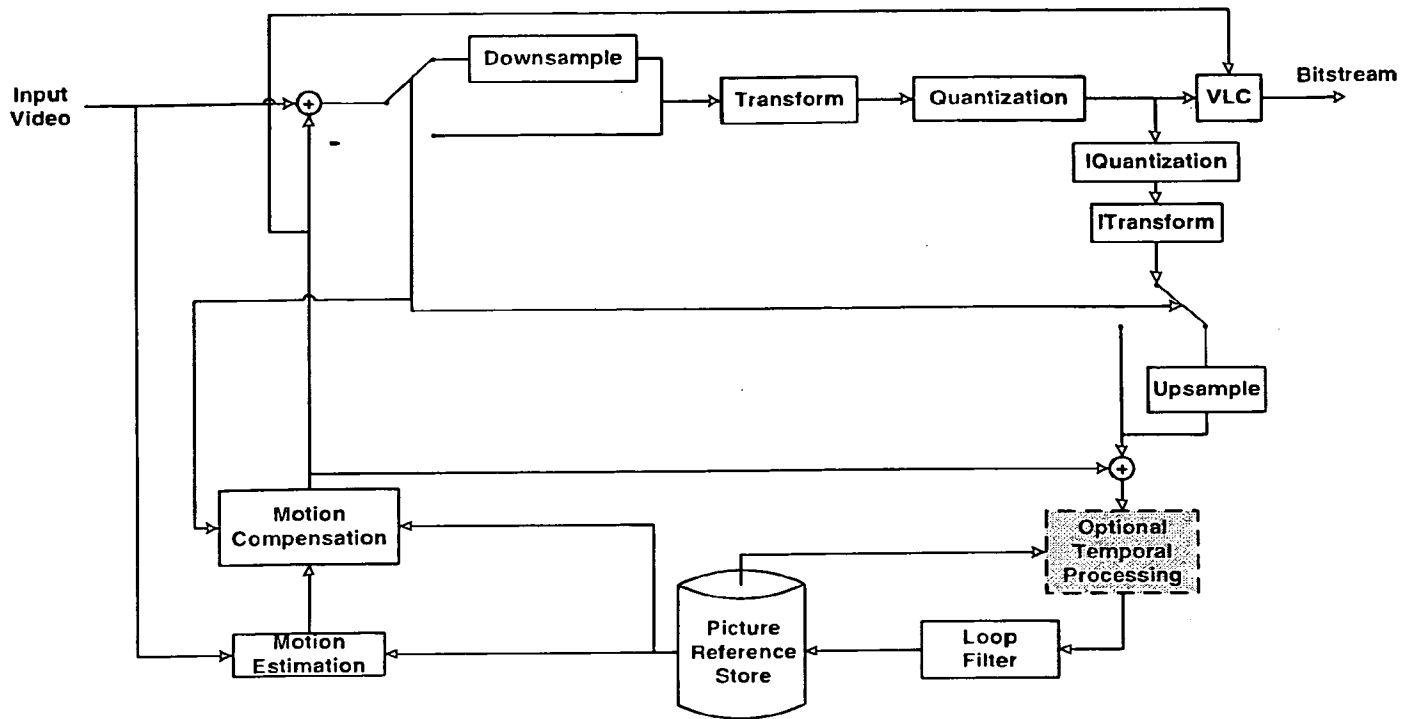 Input
Video
+
-
Downsample
Transform
Quantization
VLC
Bitstream
IQuantization
ITransform
Upsample
+
Motion
Compensation
Optional
Temporal
Processing
Motion
Estimation
Picture
Reference
Store
Loop
Filter